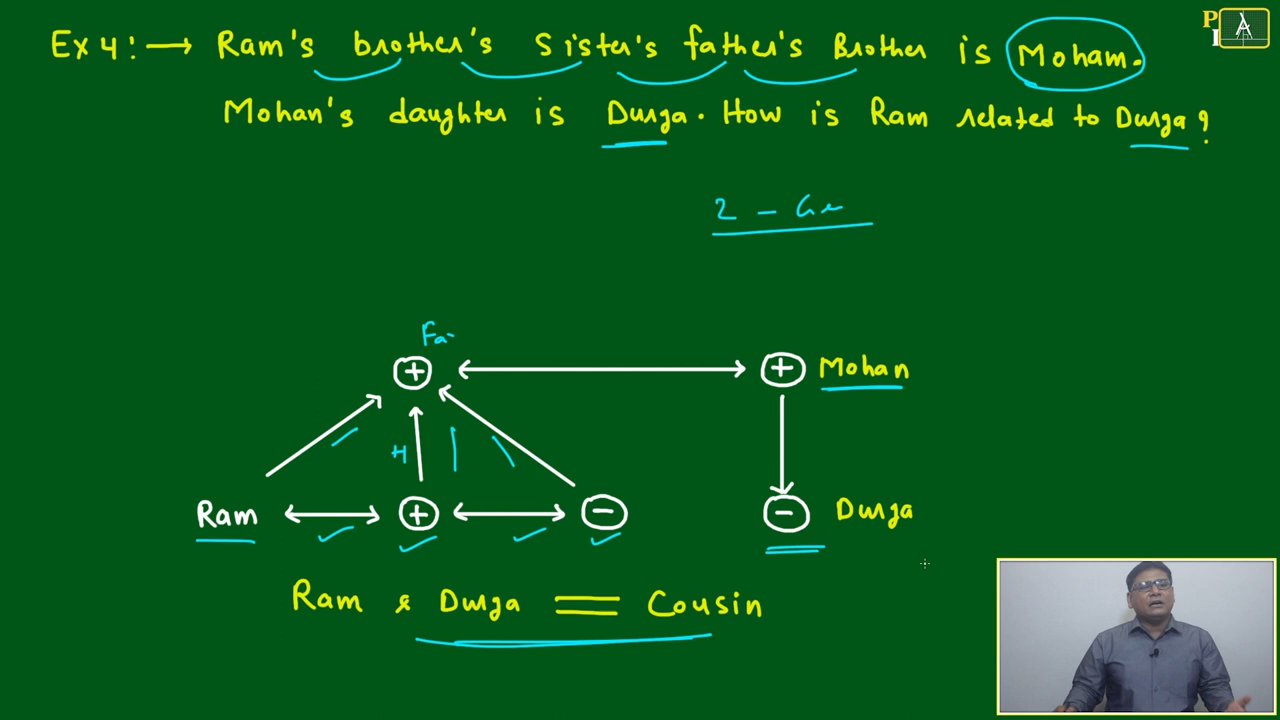 Ex 4: → Ram's brother's Sister's father's Brother is Moham.
Mohan's daughter is Durga. How is Ram related to Durga?
2 - Ge
Fa-
+ + Mohan
H
Ram + - - Durga
Ram & Durga = Cousin
P
I A